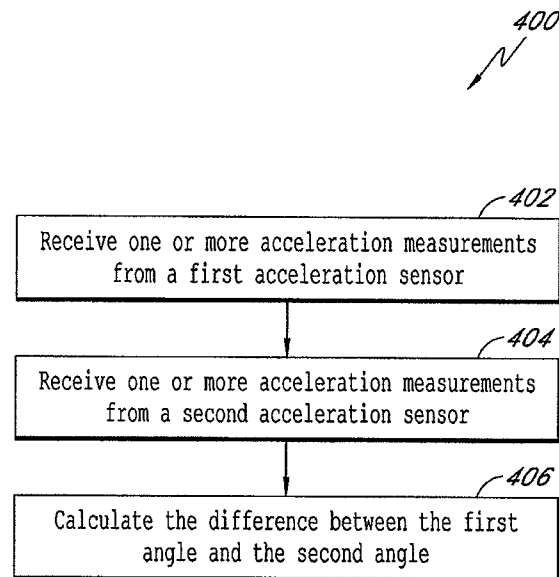 400
402
Receive one or more acceleration measurements
from a first acceleration sensor
404
Receive one or more acceleration measurements
from a second acceleration sensor
406
Calculate the difference between the first
angle and the second angle